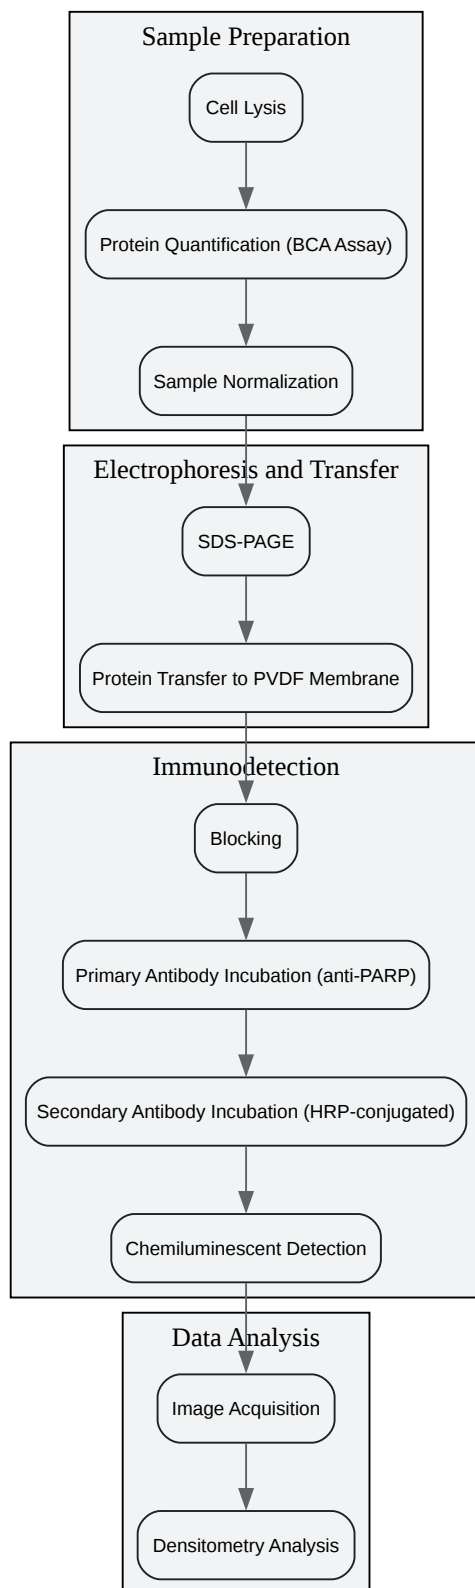 Sample Preparation
Cell Lysis
Protein Quantification (BCA Assay)
Sample Normalization
Electrophoresis and Transfer
SDS-PAGE
Protein Transfer to PVDF Membrane
Immunodetection
Blocking
Primary Antibody Incubation (anti-PARP)
Secondary Antibody Incubation (HRP-conjugated)
Chemiluminescent Detection
Data Analysis
Image Acquisition
Densitometry Analysis